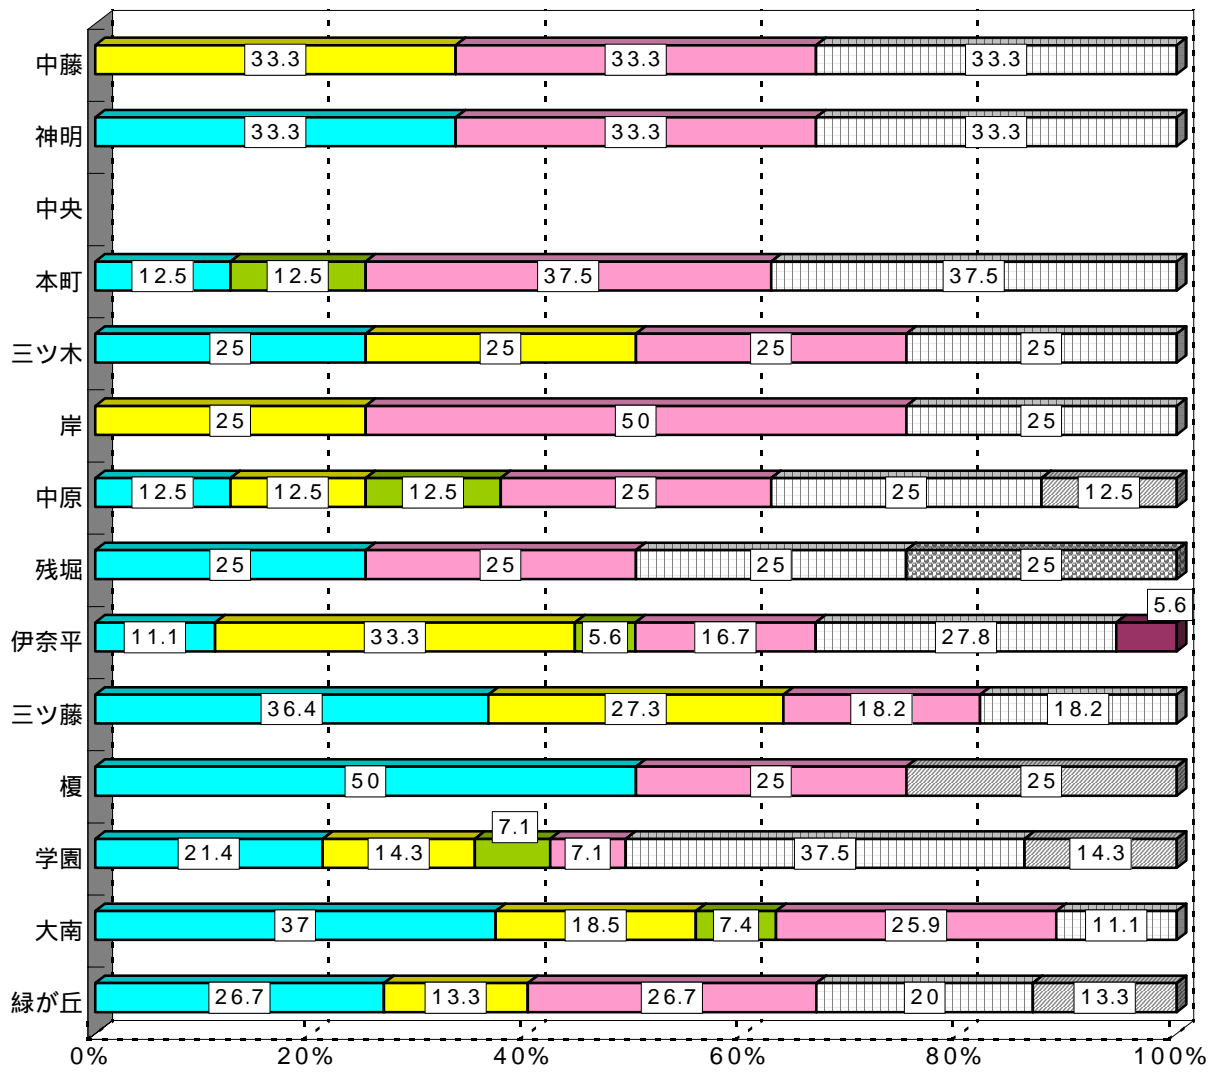 中藤 33.3 33.3 33.3
神明 33.3 33.3 33.3
中央
本町 12.5 12.5 37.5 37.5
三ツ木 25 25 25 25
岸 25 50 25
中原 12.5 12.5 12.5 25 25 12.5
残堀 25 25 25 25
伊奈平 11.1 33.3 5.6 16.7 27.8 5.6
三ツ藤 36.4 27.3 18.2 18.2
榎 50 25 25
学園 21.4 14.3 7.1 7.1 37.5 14.3
大南 37 18.5 7.4 25.9 11.1
緑が丘 26.7 13.3 26.7 20 13.3
0% 20% 40% 60% 80% 100%